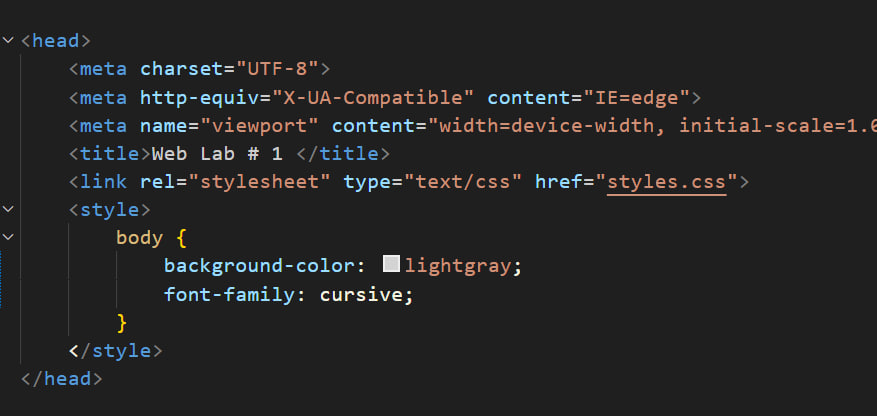 <head>
<meta charset="UTF-8">
<meta http-equiv="X-UA-Compatible" content="IE=edge">
<meta name="viewport" content="width=device-width, initial-scale=1.0
<title>Web Lab # 1 </title>
<link rel="stylesheet" type="text/css" href="styles.css">
<style>
body {
background-color: lightgray;
font-family: cursive;
}
</style>
</head>